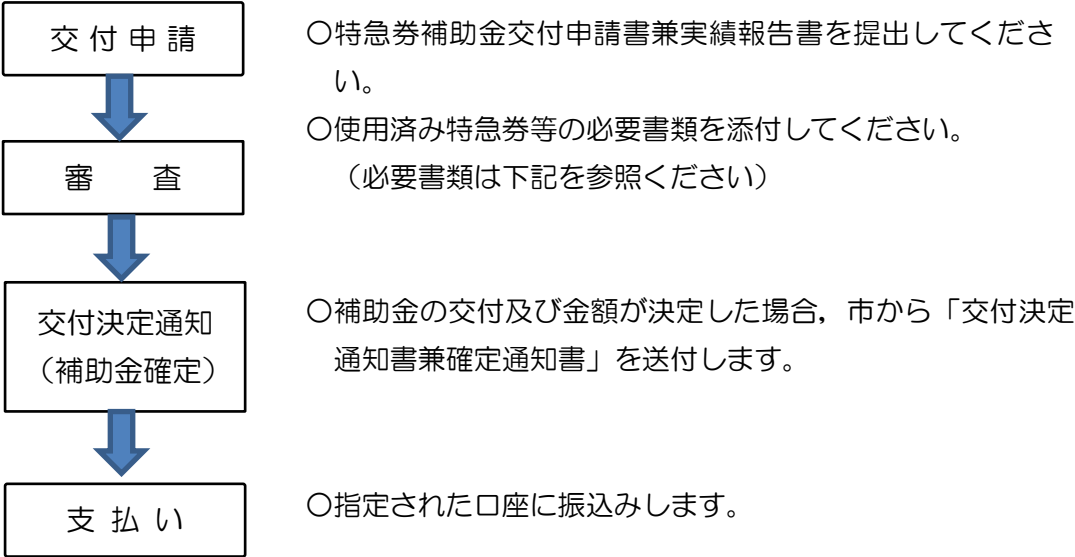 交付申請
〇特急券補助金交付申請書兼実績報告書を提出してくださ
い。
〇使用済み特急券等の必要書類を添付してください。
（必要書類は下記を参照ください）
審　査
交付決定通知
（補助金確定）
〇補助金の交付及び金額が決定した場合，市から「交付決定
通知書兼確定通知書」を送付します。
支払い
〇指定された口座に振込みします。